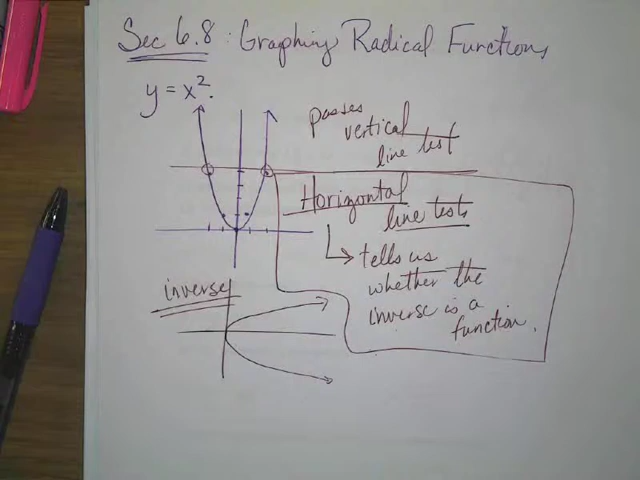 Sec 6.8 : Graphing Radical Functions
y = x².
passes
vertical
line test
Horizontal
line tests
tells us
whether the
inverse is a
function.
inverse